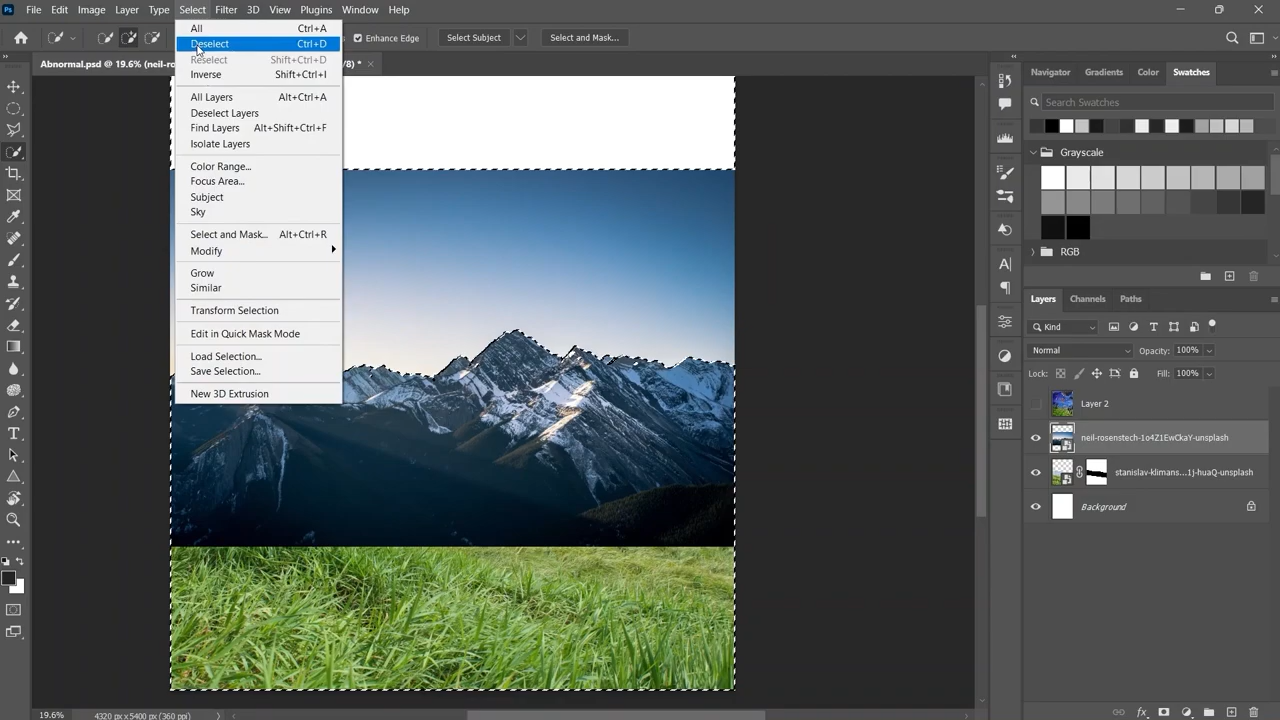 Ps File Edit Image Layer Type Select Filter 3D View Plugins Window Help
Enhance Edge Select Subject Select and Mask...
Abnormal.psd @ 19.6% (neil-ro
/8) * ×
All Ctrl+A
Deselect Ctrl+D
Reselect Shift+Ctrl+D
Inverse Shift+Ctrl+I
All Layers Alt+Ctrl+A
Deselect Layers
Find Layers Alt+Shift+Ctrl+F
Isolate Layers
Color Range...
Focus Area...
Subject
Sky
Select and Mask... Alt+Ctrl+R
Modify
Grow
Similar
Transform Selection
Edit in Quick Mask Mode
Load Selection...
Save Selection...
New 3D Extrusion
Navigator Gradients Color Swatches
Search Swatches
Grayscale
RGB
Layers Channels Paths
Kind
Normal Opacity: 100%
Lock: Fill: 100%
Layer 2
neil-rosenstech-1o4Z1EwCkaY-unsplash
stanislav-klimans...1j-huaQ-unsplash
Background
19.6% 4320 px x 5400 px (360 ppi)